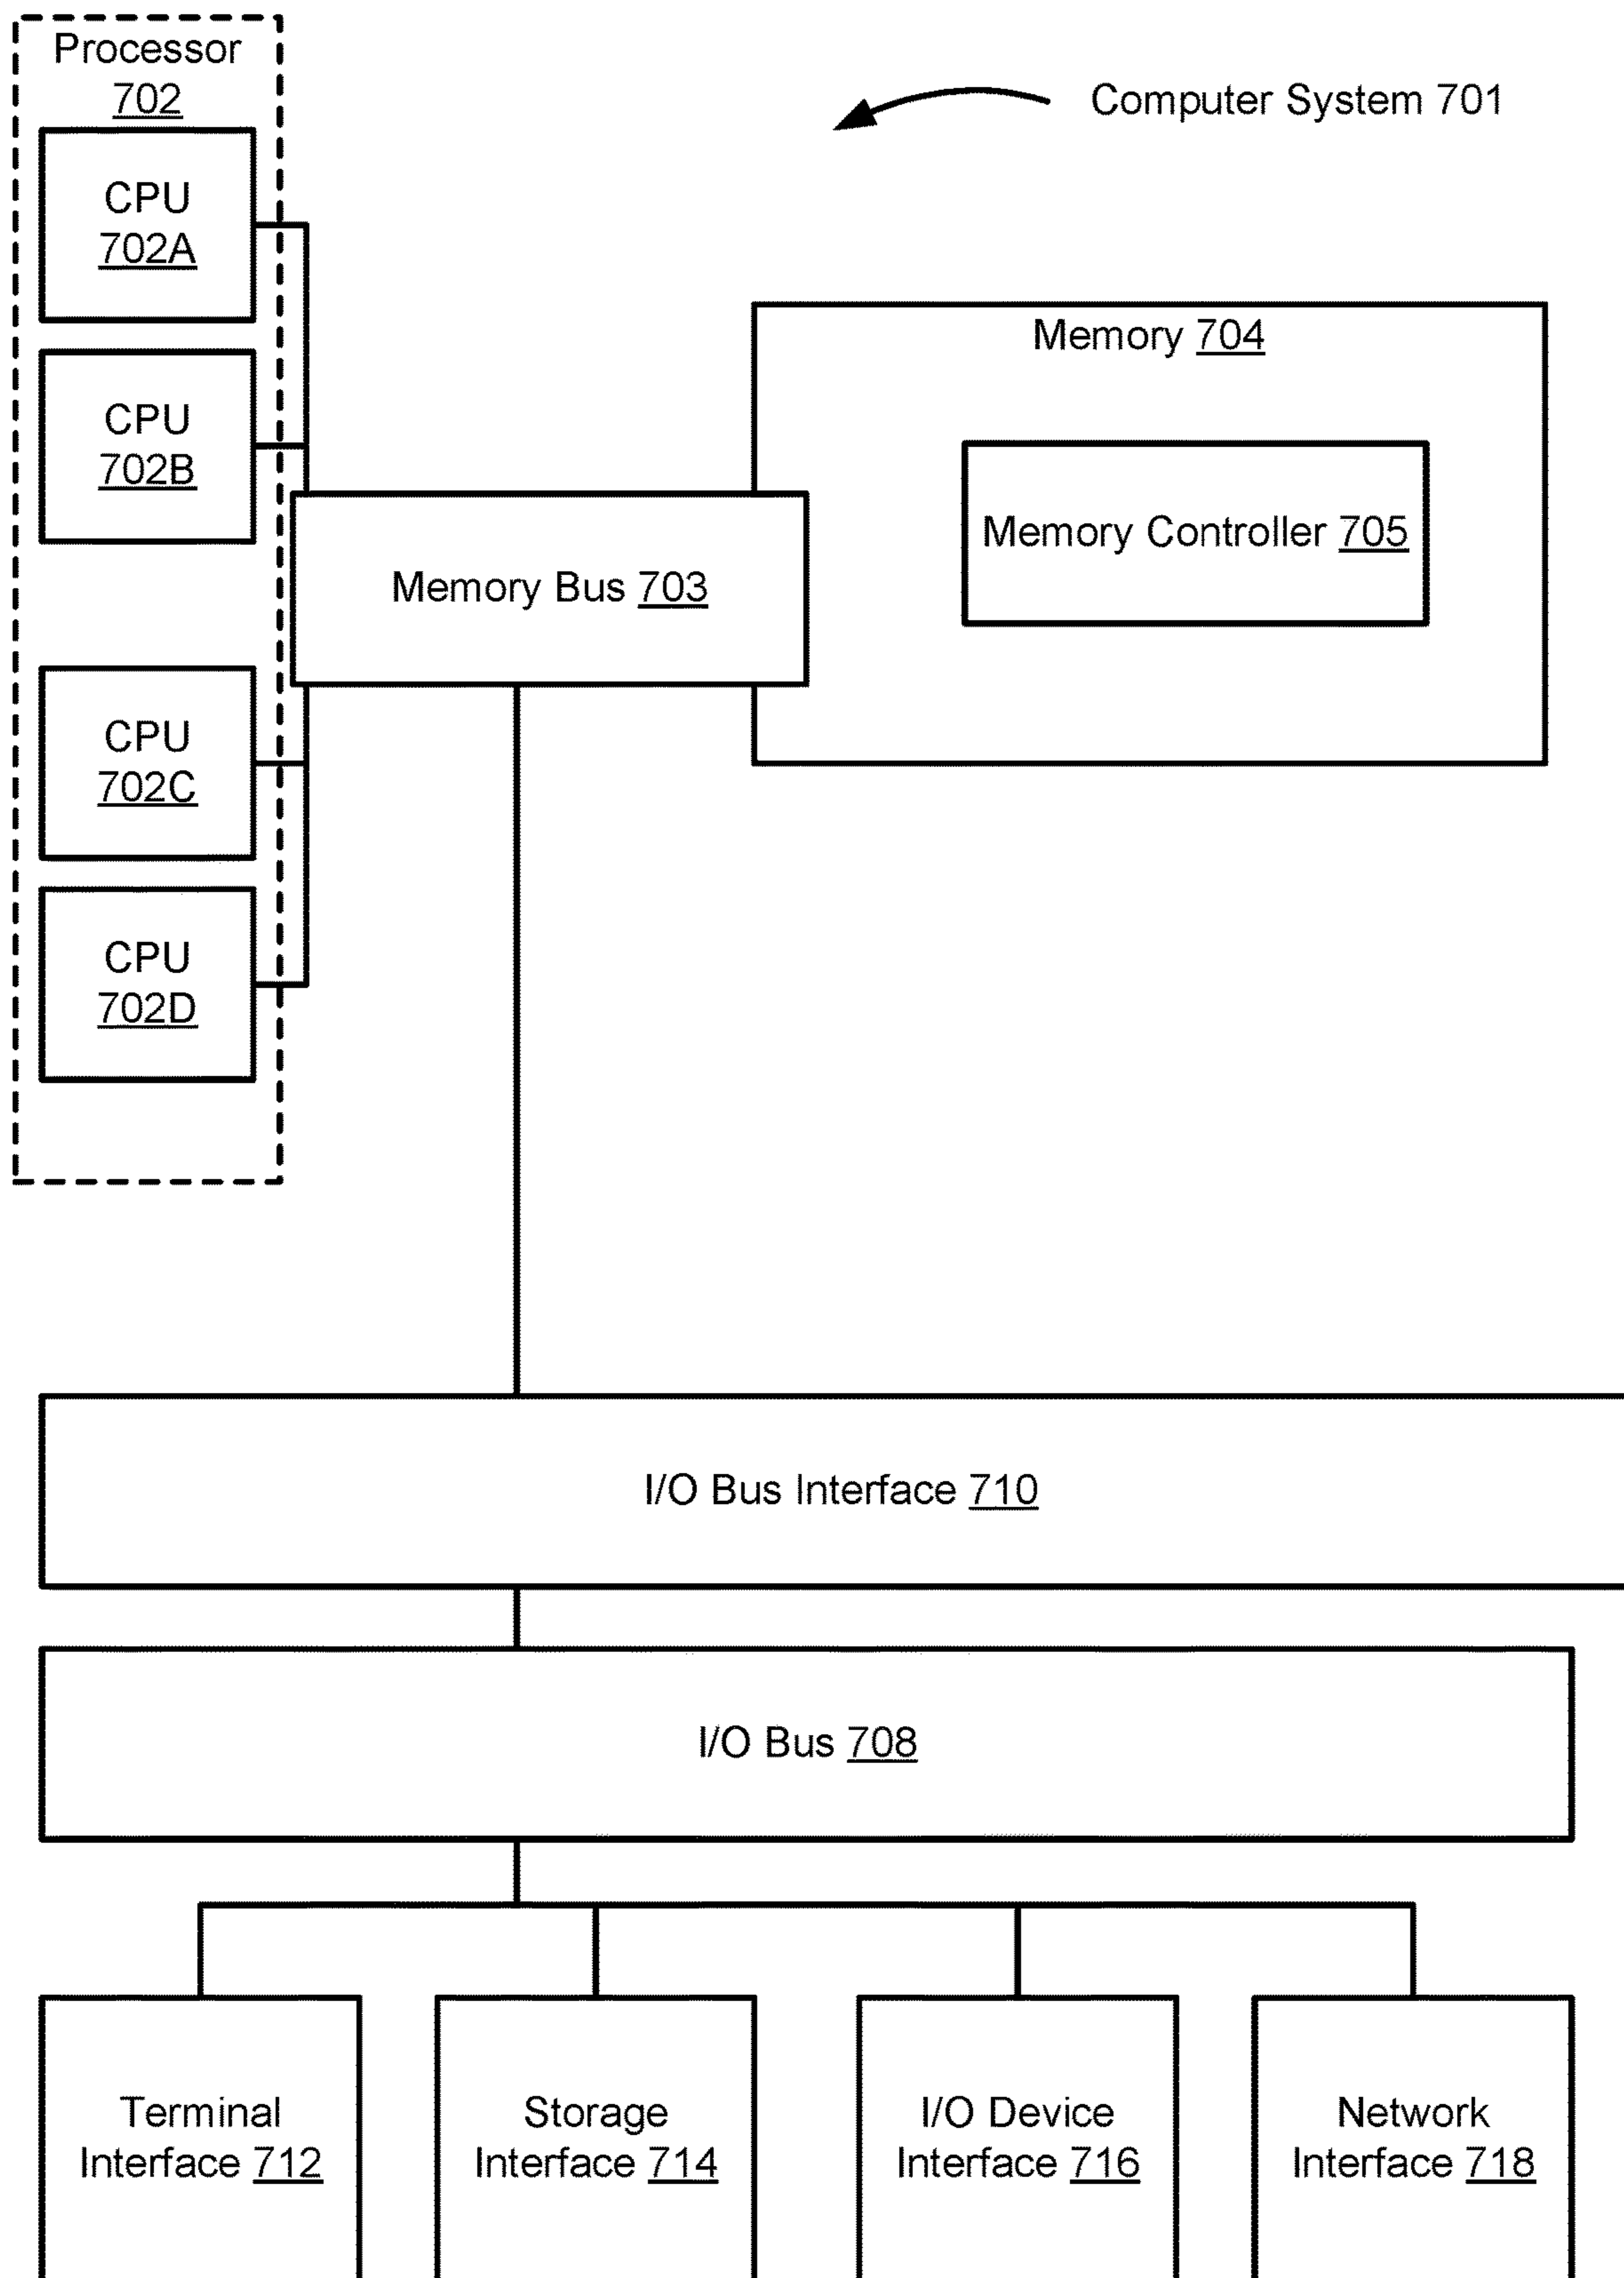 Processor
702
Computer System 701
CPU
702A
CPU
702B
Memory 704
Memory Controller 705
Memory Bus 703
CPU
702C
CPU
702D
I/O Bus Interface 710
I/O Bus 708
Terminal
Interface 712
Storage
Interface 714
I/O Device
Interface 716
Network
Interface 718